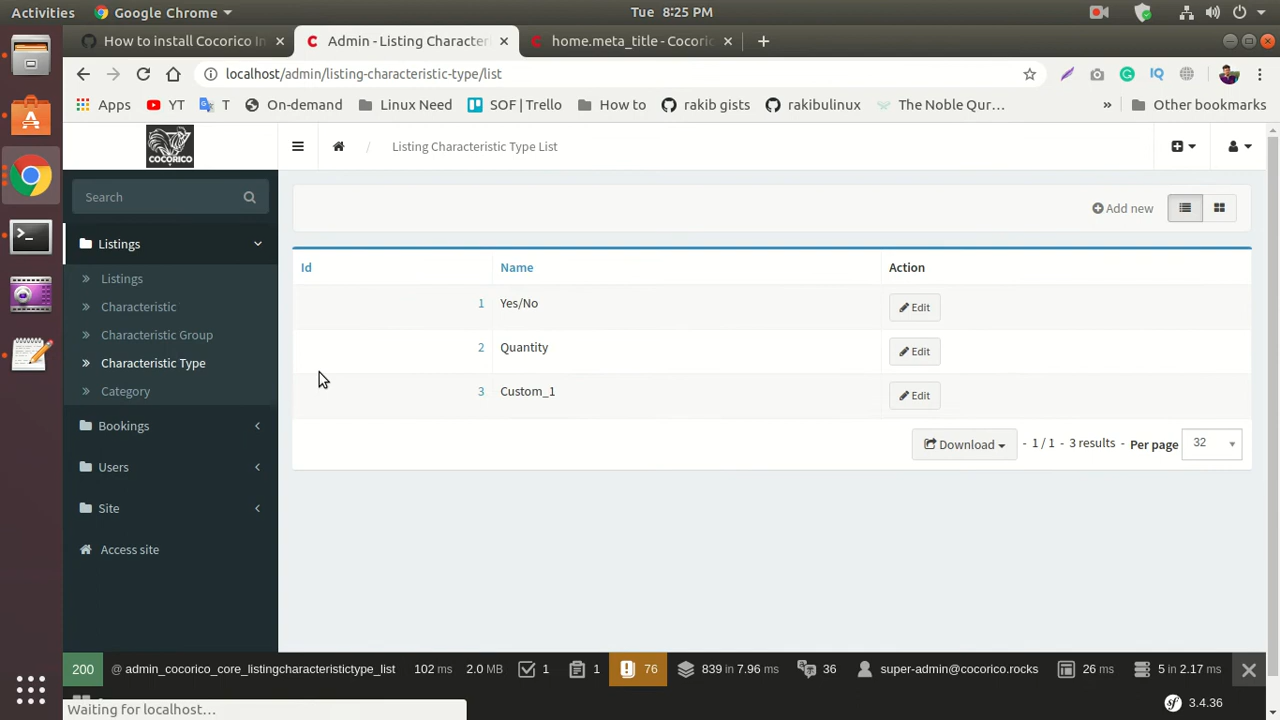 Activities Google Chrome Tue 8:25 PM
How to install Cocorico In Admin - Listing Character home.meta_title - Cocoric
localhost/admin/listing-characteristic-type/list
Apps YT T On-demand Linux Need SOF | Trello How to rakib gists rakibulinux The Noble Qur... » Other bookmarks
COCORICO / Listing Characteristic Type List
Search
Add new
Listings
Id Name Action
Listings
1 Yes/No Edit
Characteristic
Characteristic Group
2 Quantity Edit
Characteristic Type
3 Custom_1 Edit
Category
Bookings
Download - 1 / 1 - 3 results - Per page 32
Users
Site
Access site
200 @ admin_cocorico_core_listingcharacteristictype_list 102 ms 2.0 MB 1 1 76 839 in 7.96 ms 36 super-admin@cocorico.rocks 26 ms 5 in 2.17 ms
Waiting for localhost...
3.4.36